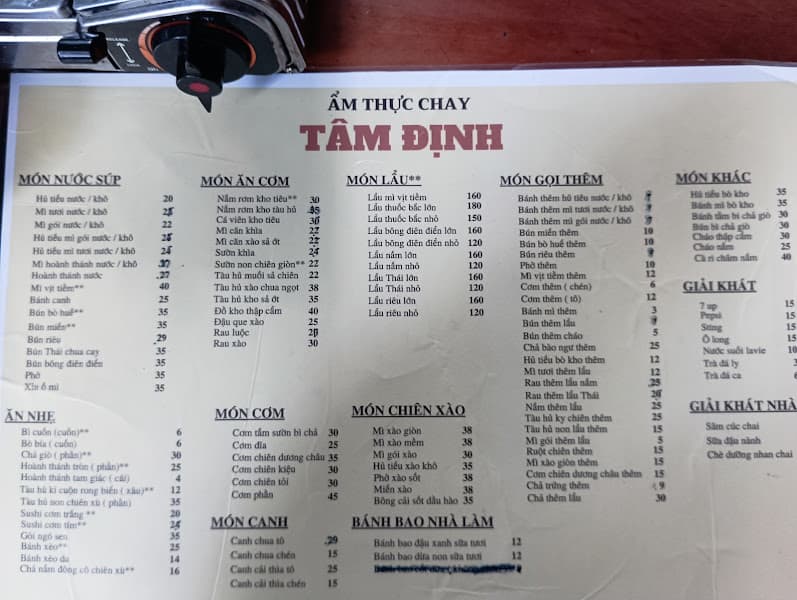 ẨM THỰC CHAY
TÂM ĐỊNH
MÓN NƯỚC SÚP
Hủ tiếu nước / khô 20
Mì tươi nước / khô
Mì gói nước / khô 22
Hủ tiếu mì gói nước / khô
Hủ tiếu mì tươi nước / khô
Mì hoành thánh nước / khô
Hoành thánh nước 27
Mì vịt tiềm** 40
Bánh canh 25
Bún bò huế** 35
Bún miến** 35
Bún riêu 29
Bún Thái chua cay 35
Bún bông điên điển 35
Phở 35
Xíu ô mì 35
ĂN NHẸ
Bì cuốn (cuốn)** 6
Bò bía ( cuốn) 6
Chả giò ( phần)** 30
Hoành thánh tròn ( phần)** 25
Hoành thánh tam giác ( cái) 4
Tàu hủ ki cuộn rong biển ( xâu)** 12
Tàu hủ non chiên xù ( phần) 35
Sushi cơm trắng ** 20
Sushi cơm tím**
Gỏi ngó sen 35
Bánh xèo** 25
Bánh xèo da 14
Chả nấm đông cô chiên xù** 16
MÓN ĂN CƠM
Nấm rơm kho tiêu** 30
Nấm rơm kho tàu hủ
Cá viên kho tiêu 30
Mì căn khìa
Mì căn xào sả ớt
Sườn khìa
Sườn non chiên giòn** 22
Tàu hủ muối sả chiên 22
Tàu hủ xào chua ngọt 38
Tàu hủ kho sả ớt 35
Đồ kho thập cẩm 40
Đậu que xào 25
Rau luộc
Rau xào 30
MÓN CƠM
Cơm tấm sườn bì chả 30
Cơm dĩa 25
Cơm chiên dương châu 35
Cơm chiên kiệu 30
Cơm chiên tỏi 30
Cơm phần 45
MÓN CANH
Canh chua tô 29
Canh chua chén 15
Canh cải thìa tô 25
Canh cải thìa chén 15
MÓN LẨU**
Lẩu mì vịt tiềm 160
Lẩu thuốc bắc lớn 180
Lẩu thuốc bắc nhỏ 150
Lẩu bông điên điển lớn 160
Lẩu bông điên điển nhỏ 120
Lẩu nấm lớn 160
Lẩu nấm nhỏ 120
Lẩu Thái lớn 160
Lẩu Thái nhỏ 120
Lẩu riêu lớn 160
Lẩu riêu nhỏ 120
MÓN CHIÊN XÀO
Mì xào giòn 38
Mì xào mềm 38
Mì gói xào 30
Hủ tiếu xào khô 35
Phở xào sốt 38
Miến xào 38
Bông cải sốt dầu hào 35
BÁNH BAO NHÀ LÀM
Bánh bao đậu xanh sữa tươi 12
Bánh bao dừa non sữa tươi 12
MÓN GỌI THÊM
Bánh thêm hủ tiếu nước / khô
Bánh thêm mì tươi nước / khô
Bánh thêm mì gói nước / khô
Bún miến thêm 10
Bún bò huế thêm 10
Bún riêu thêm
Phở thêm 10
Mì vịt tiềm thêm 12
Cơm thêm ( chén) 6
Cơm thêm ( tô) 12
Bánh mì thêm 3
Bún thêm lẩu
Bún thêm cháo 5
Chả bào ngư thêm 25
Hủ tiếu bò kho thêm 12
Mì tươi thêm lẩu 12
Rau thêm lẩu nấm 25
Rau thêm lẩu Thái
Nấm thêm lẩu 25
Tàu hủ ky chiên thêm 25
Tàu hủ non lẩu thêm 15
Mì gói thêm lẩu 5
Ruột chiên thêm 15
Mì xào giòn thêm 15
Cơm chiên dương châu thêm 15
Chả trứng thêm 9
Chả thêm lẩu 30
MÓN KHÁC
Hủ tiếu bò kho 35
Bánh mì bò kho 35
Bánh tằm bì chả giò 30
Bún bì chả giò 30
Cháo thập cẩm 30
Cháo nấm 25
Cà ri chấm nấm 40
GIẢI KHÁT
7 up 15
Pepsi 15
Sting 15
Ô long 15
Nước suối lavie 10
Trà đá ly
Trà đá ca 6
GIẢI KHÁT NHÀ
Sâm cúc chai
Sữa đậu nành
Chè dưỡng nhan chai